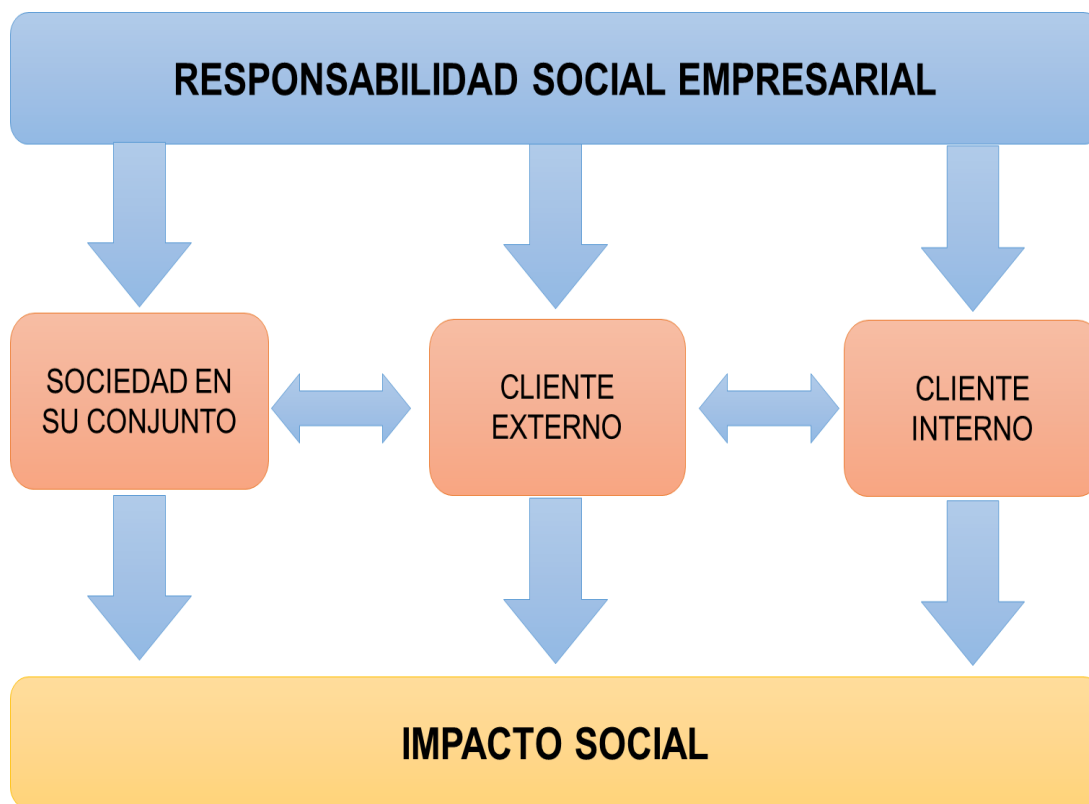 RESPONSABILIDAD SOCIAL EMPRESARIAL
SOCIEDAD EN
SU CONJUNTO
CLIENTE
EXTERNO
CLIENTE
INTERNO
IMPACTO SOCIAL